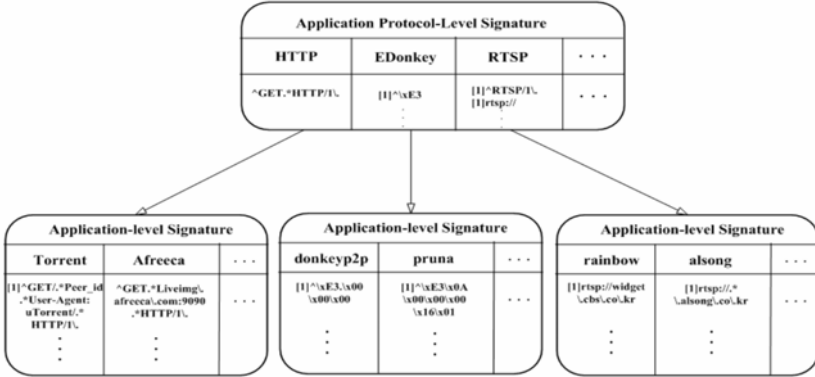 Application Protocol-Level Signature
HTTP EDonkey RTSP . . .
^GET.*HTTP/1\. [1]^\xE3 [1]^RTSP/1\. . . .
[1]rtsp://
Application-level Signature
Torrent Afreeca . . .
[1]^GET/.*Peer_id ^GET.*Liveimg\. . . .
.*User-Agent: afreeca\.com:9090
uTorrent/.* .*HTTP/1\.
HTTP/1\.
Application-level Signature
donkeyp2p pruna . . .
[1]^\xE3.\x00 [1]^\xE3\x0A . . .
\x00\x00 \x00\x00\x00
\x16\x01
Application-level Signature
rainbow alsong . . .
[1]rtsp://widget [1]rtsp://.* . . .
\.cbs\.co\.kr \.alsong\.co\.kr